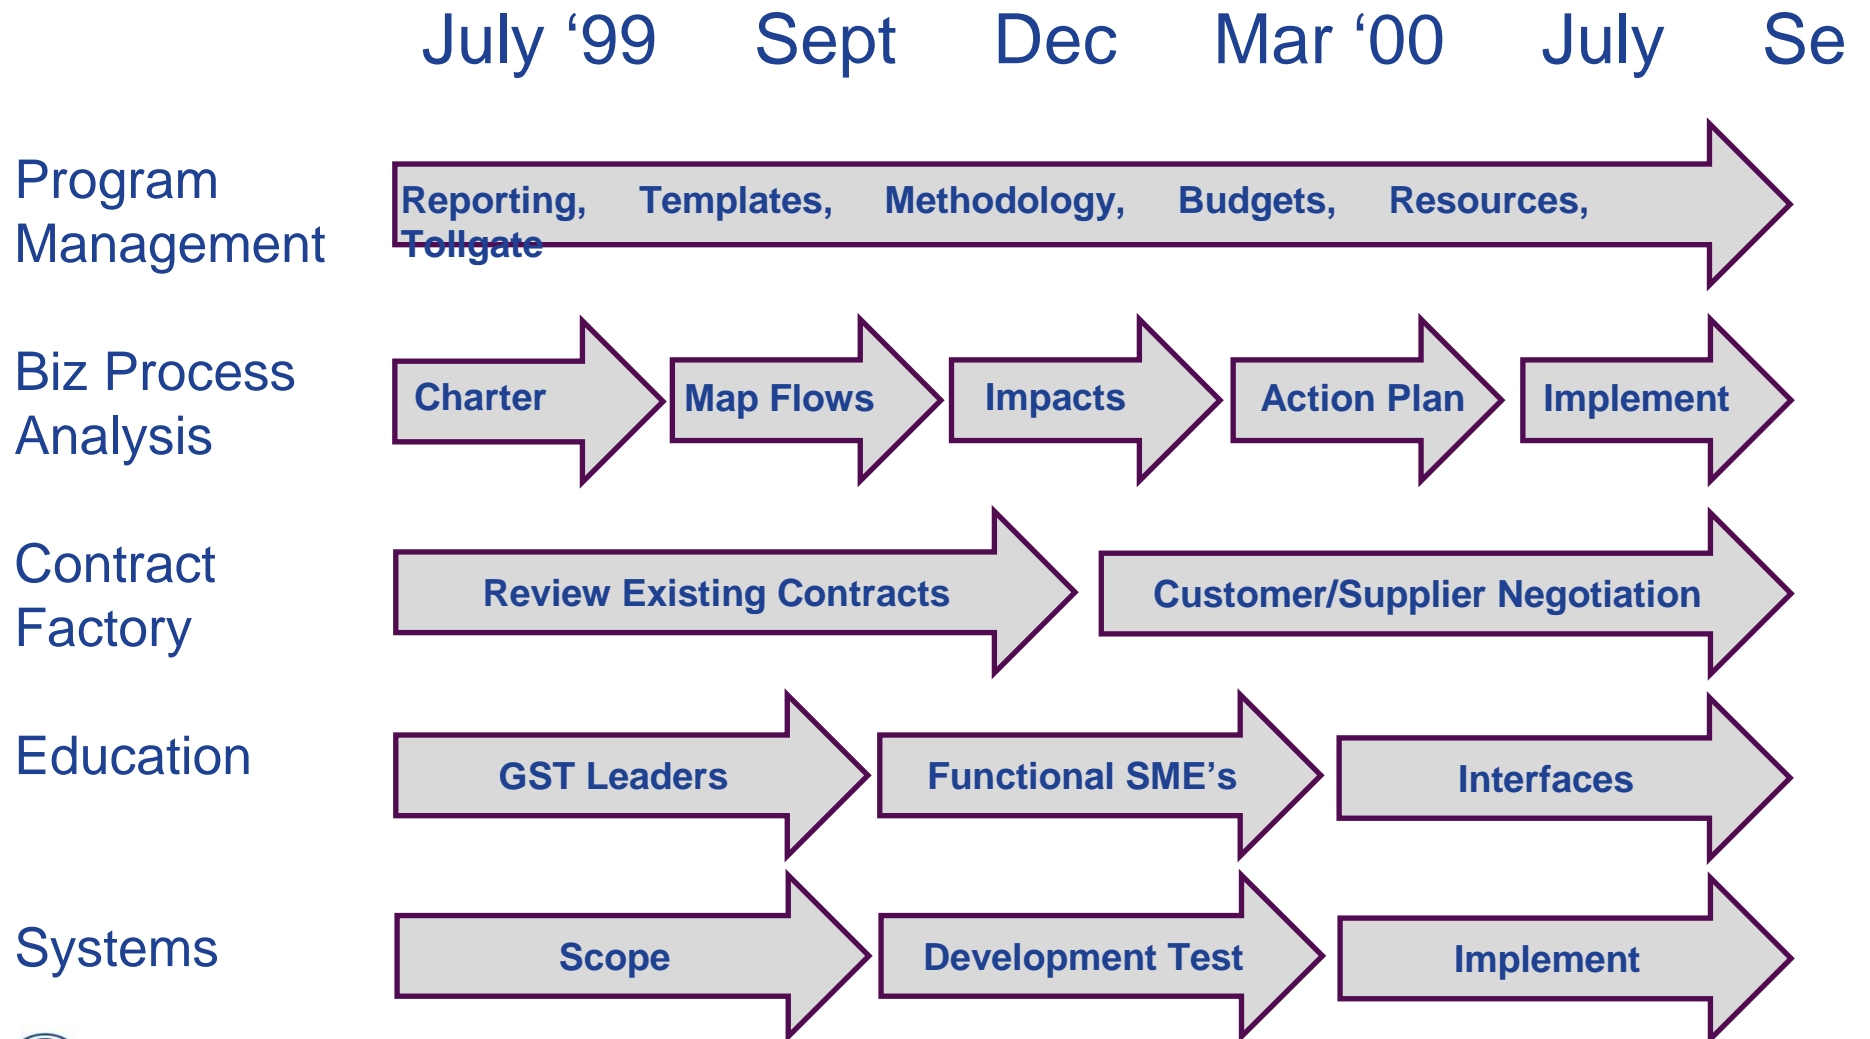 July ‘99 Sept Dec Mar ‘00 July Se
Program
Management
Reporting, Templates, Methodology, Budgets, Resources,
Tollgate
Biz Process
Analysis
Charter Map Flows Impacts Action Plan Implement
Contract
Factory
Review Existing Contracts Customer/Supplier Negotiation
Education
GST Leaders Functional SME’s Interfaces
Systems
Scope Development Test Implement